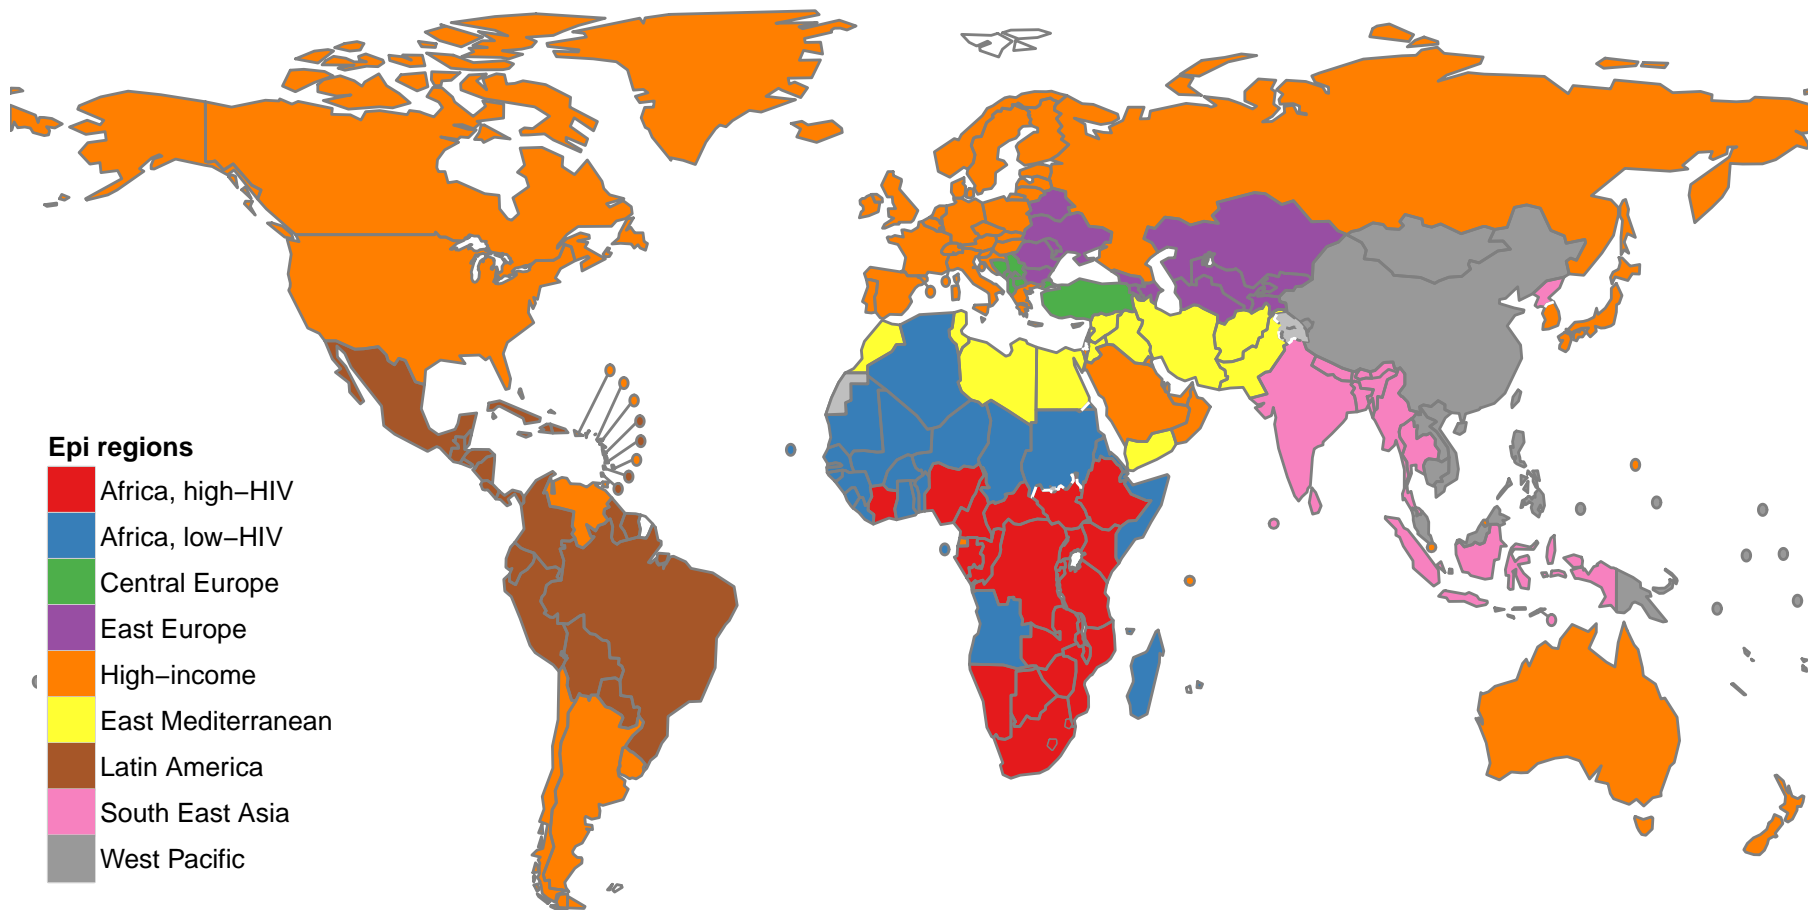 Epi regions
Africa, high−HIV
Africa, low−HIV
Central Europe
East Europe
High−income
East Mediterranean
Latin America
South East Asia
West Pacific